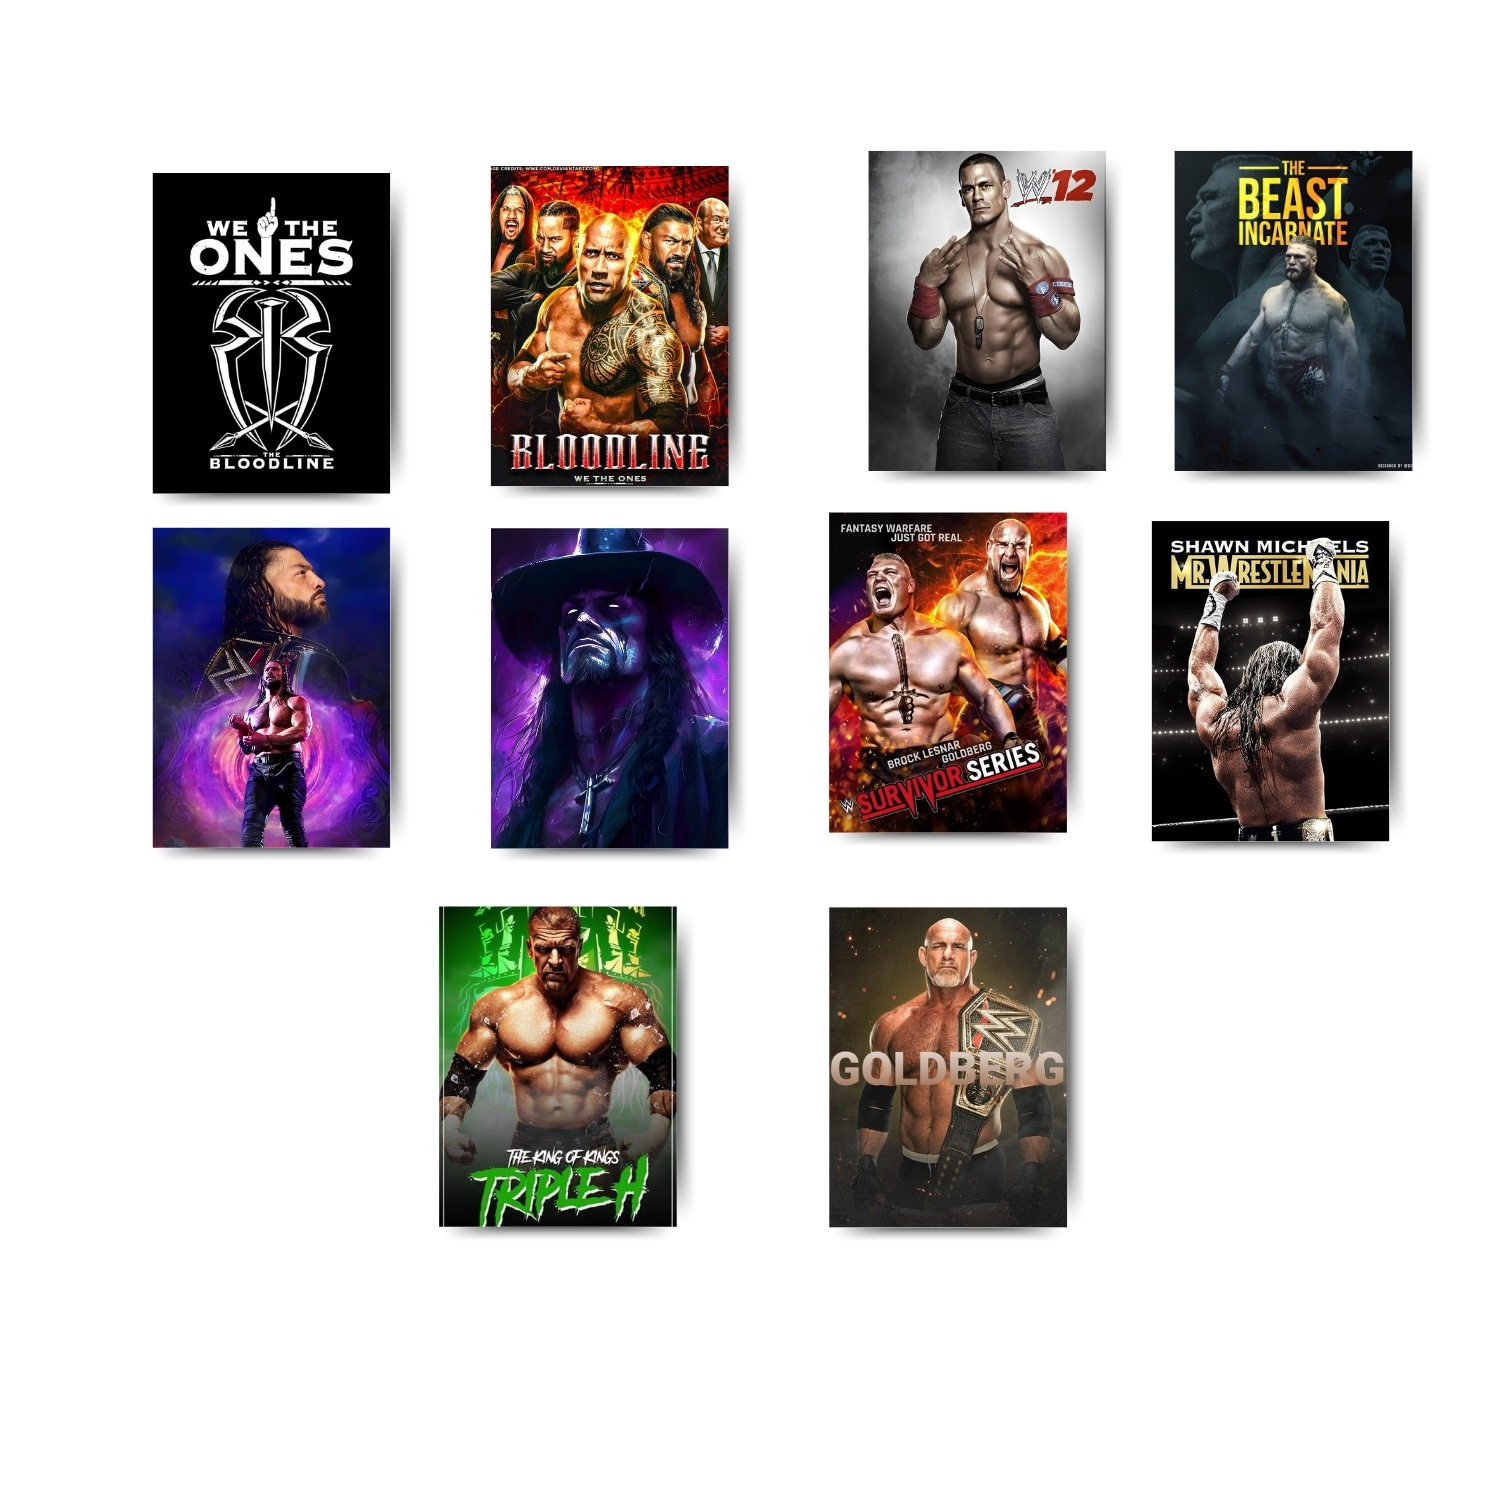 WE THE
ONES
THE
BLOODLINE
GE CREDITS: WWE.COM,DEVIANTART.COM
BLOODLINE
WE THE ONES
W'12
THE
BEAST
INCARNATE
DESIGNED BY
FANTASY WARFARE
JUST GOT REAL
BROCK LESNAR
GOLDBERG
SURVIVOR SERIES
SHAWN MICHAELS
MR. WRESTLEMANIA
THE KING OF KINGS
TRIPLE H
GOLDBERG